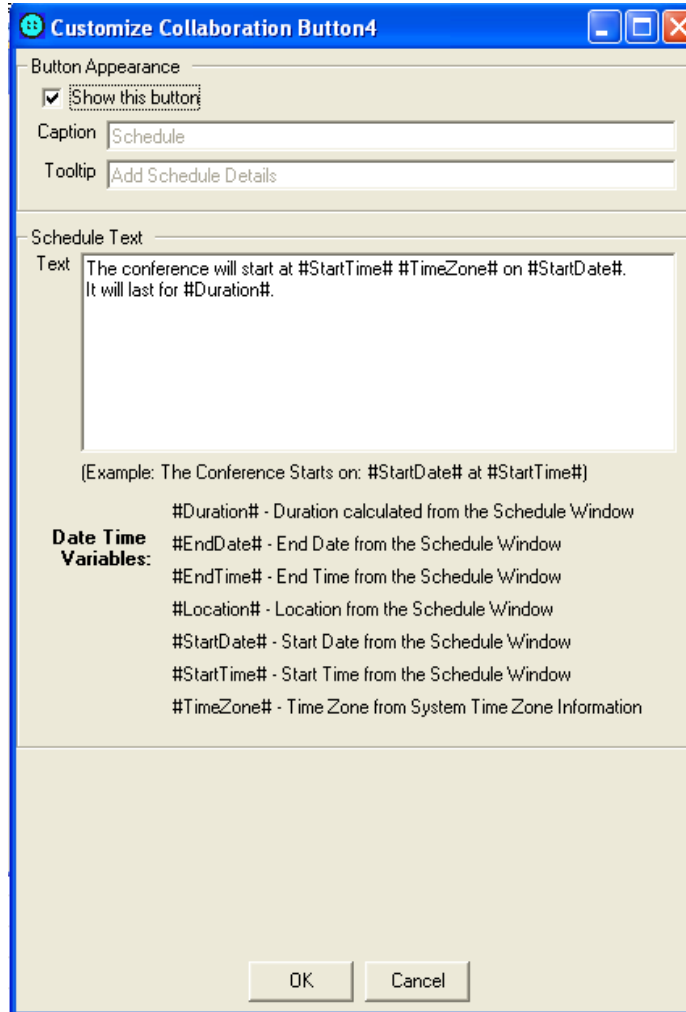 Customize Collaboration Button4
Button Appearance
Show this button
Caption Schedule
Tooltip Add Schedule Details
Schedule Text
Text The conference will start at #StartTime# #TimeZone# on #StartDate#.
It will last for #Duration#.
(Example: The Conference Starts on: #StartDate# at #StartTime#)
Date Time
Variables:
#Duration# - Duration calculated from the Schedule Window
#EndDate# - End Date from the Schedule Window
#EndTime# - End Time from the Schedule Window
#Location# - Location from the Schedule Window
#StartDate# - Start Date from the Schedule Window
#StartTime# - Start Time from the Schedule Window
#TimeZone# - Time Zone from System Time Zone Information
OK Cancel